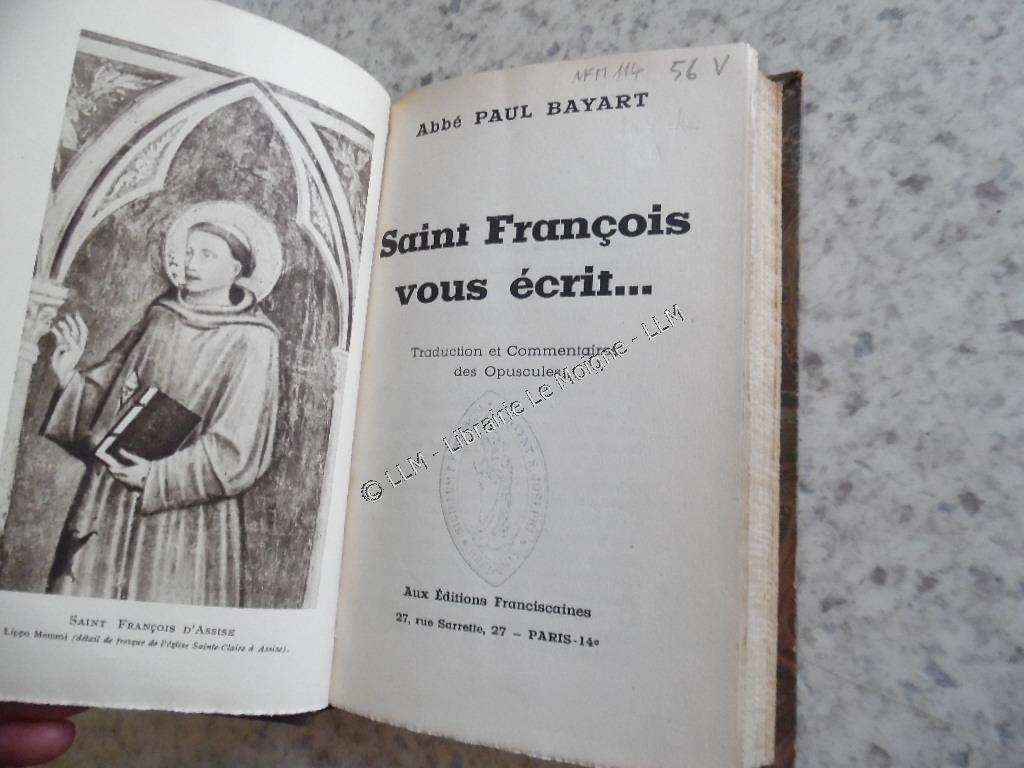 SAINT FRANÇOIS D'ASSISE
Lippo Memmi (détail de fresque de l'église Sainte-Claire à Assise).
NFM 114 56 V
Abbé PAUL BAYART
Saint François
vous écrit...
Traduction et Commentaires
des Opuscules
© LLM - Librairie Le Moigne - LLM
Aux Éditions Franciscaines
27, rue Sarrette, 27 – PARIS-14e